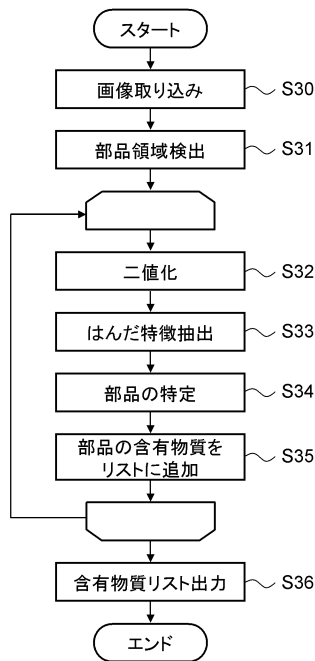 スタート
画像取り込み
S30
部品領域検出
S31
二値化
S32
はんだ特徴抽出
S33
部品の特定
S34
部品の含有物質を
リストに追加
S35
含有物質リスト出力
S36
エンド